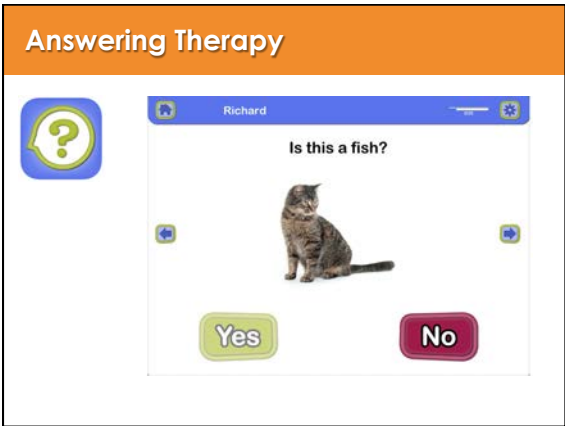 Answering Therapy
?
Richard
Is this a fish?
Yes
No